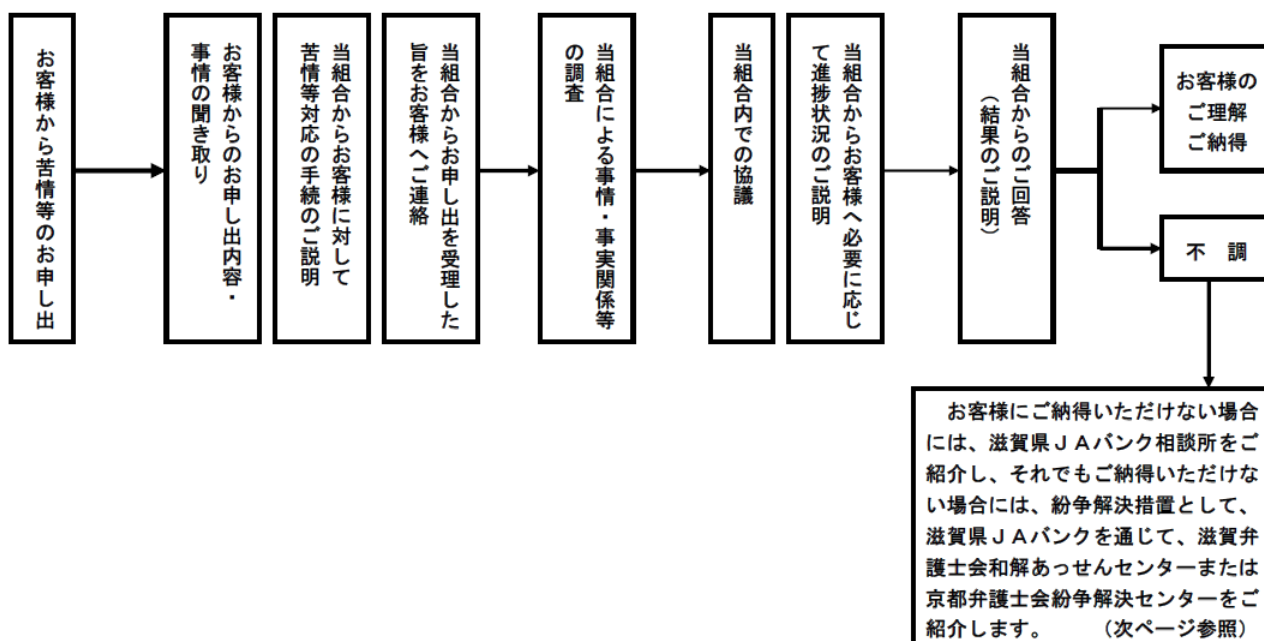 お客様から苦情等のお申し出
お客様からのお申し出内容・
事情の聞き取り
当組合からお客様に対して
苦情等対応の手続のご説明
当組合からお申し出を受理した
旨をお客様へご連絡
当組合による事情・事実関係等
の調査
当組合内での協議
当組合からお客様へ必要に応じ
て進捗状況のご説明
当組合からのご回答
（結果のご説明）
お客様の
ご理解
ご納得
不　調
　お客様にご納得いただけない場合
には、滋賀県ＪＡバンク相談所をご
紹介し、それでもご納得いただけな
い場合には、紛争解決措置として、
滋賀県ＪＡバンクを通じて、滋賀弁
護士会和解あっせんセンターまたは
京都弁護士会紛争解決センターをご
紹介します。　　（次ページ参照）